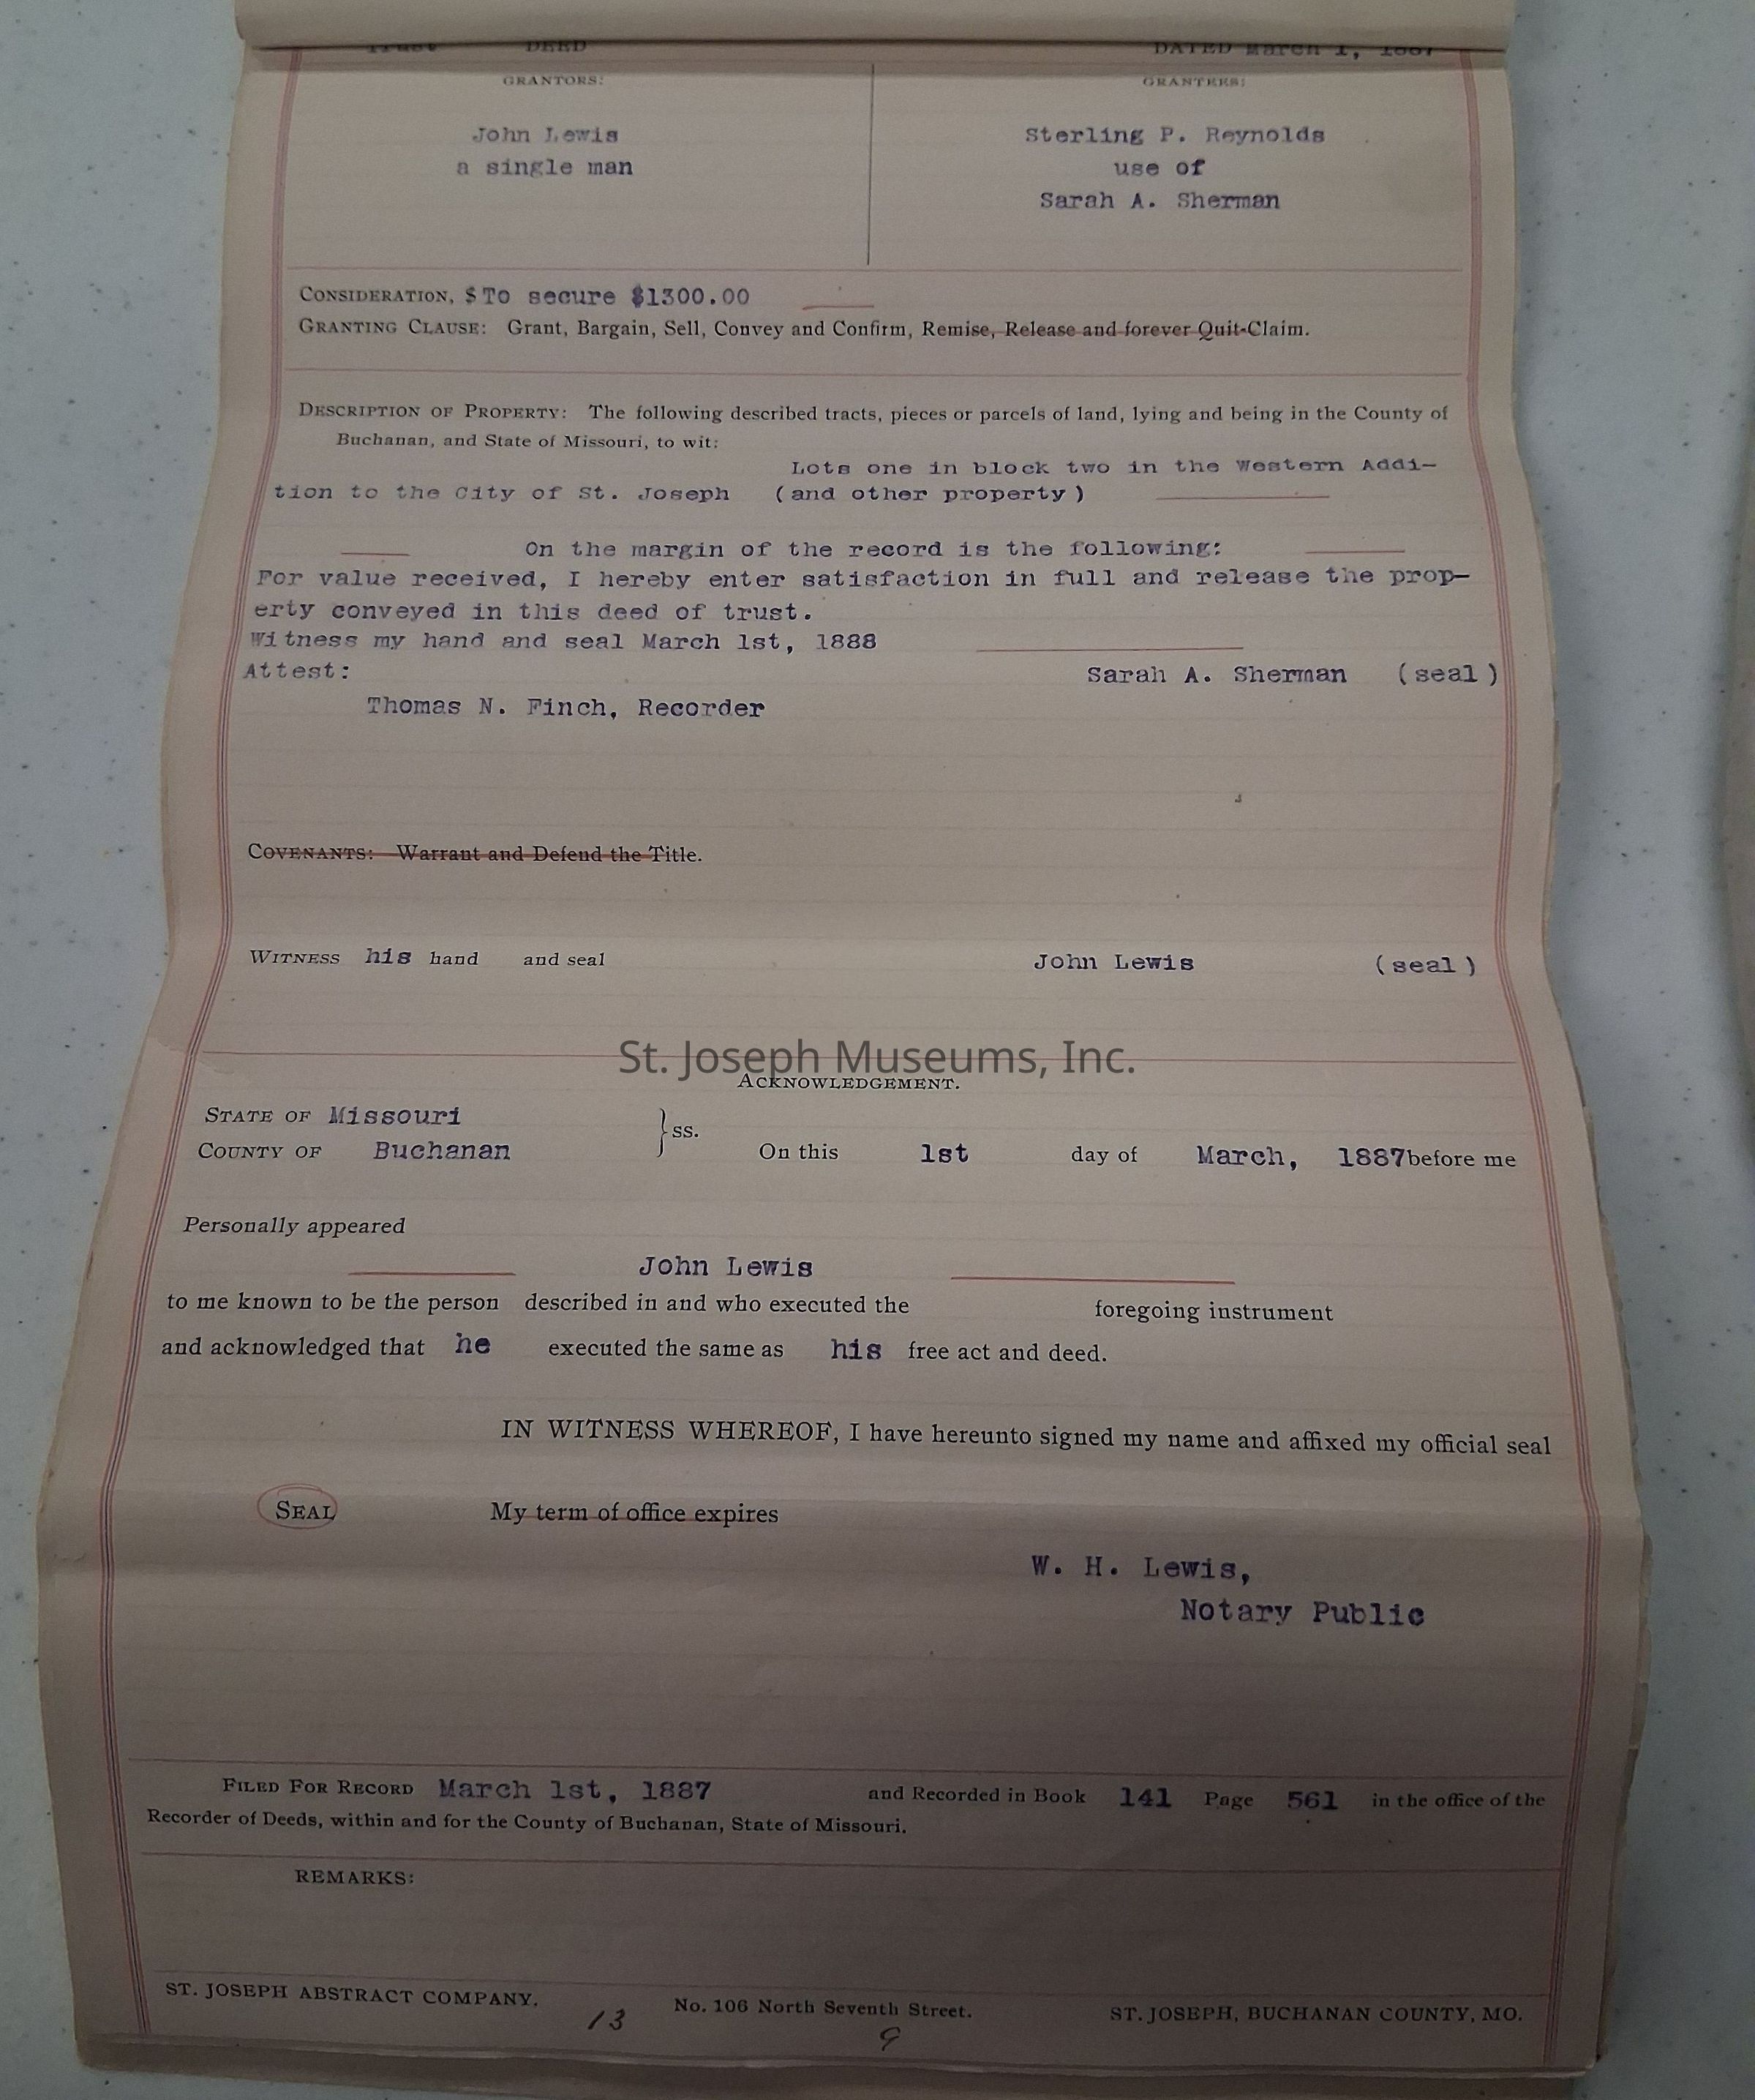 Trust DEED DATED March 1, 1887
GRANTORS: GRANTEES:
John Lewis Sterling P. Reynolds
a single man use of
Sarah A. Sherman
CONSIDERATION, $ To secure $1300.00
GRANTING CLAUSE: Grant, Bargain, Sell, Convey and Confirm, Remise, Release and forever Quit-Claim.
DESCRIPTION OF PROPERTY: The following described tracts, pieces or parcels of land, lying and being in the County of
Buchanan, and State of Missouri, to wit:
Lots one in block two in the Western Addi-
tion to the City of St. Joseph (and other property)
On the margin of the record is the following:
For value received, I hereby enter satisfaction in full and release the prop-
erty conveyed in this deed of trust.
Witness my hand and seal March 1st, 1888
Attest: Sarah A. Sherman (seal)
Thomas N. Finch, Recorder
COVENANTS: Warrant and Defend the Title.
WITNESS his hand and seal John Lewis (seal)
St. Joseph Museums, Inc.
ACKNOWLEDGEMENT.
STATE OF Missouri
COUNTY OF Buchanan } ss. On this 1st day of March, 1887 before me
Personally appeared
John Lewis
to me known to be the person described in and who executed the foregoing instrument
and acknowledged that he executed the same as his free act and deed.
IN WITNESS WHEREOF, I have hereunto signed my name and affixed my official seal
SEAL My term of office expires
W. H. Lewis,
Notary Public
FILED FOR RECORD March 1st, 1887 and Recorded in Book 141 Page 561 in the office of the
Recorder of Deeds, within and for the County of Buchanan, State of Missouri.
REMARKS:
ST. JOSEPH ABSTRACT COMPANY. No. 106 North Seventh Street. ST. JOSEPH, BUCHANAN COUNTY, MO.
13 9